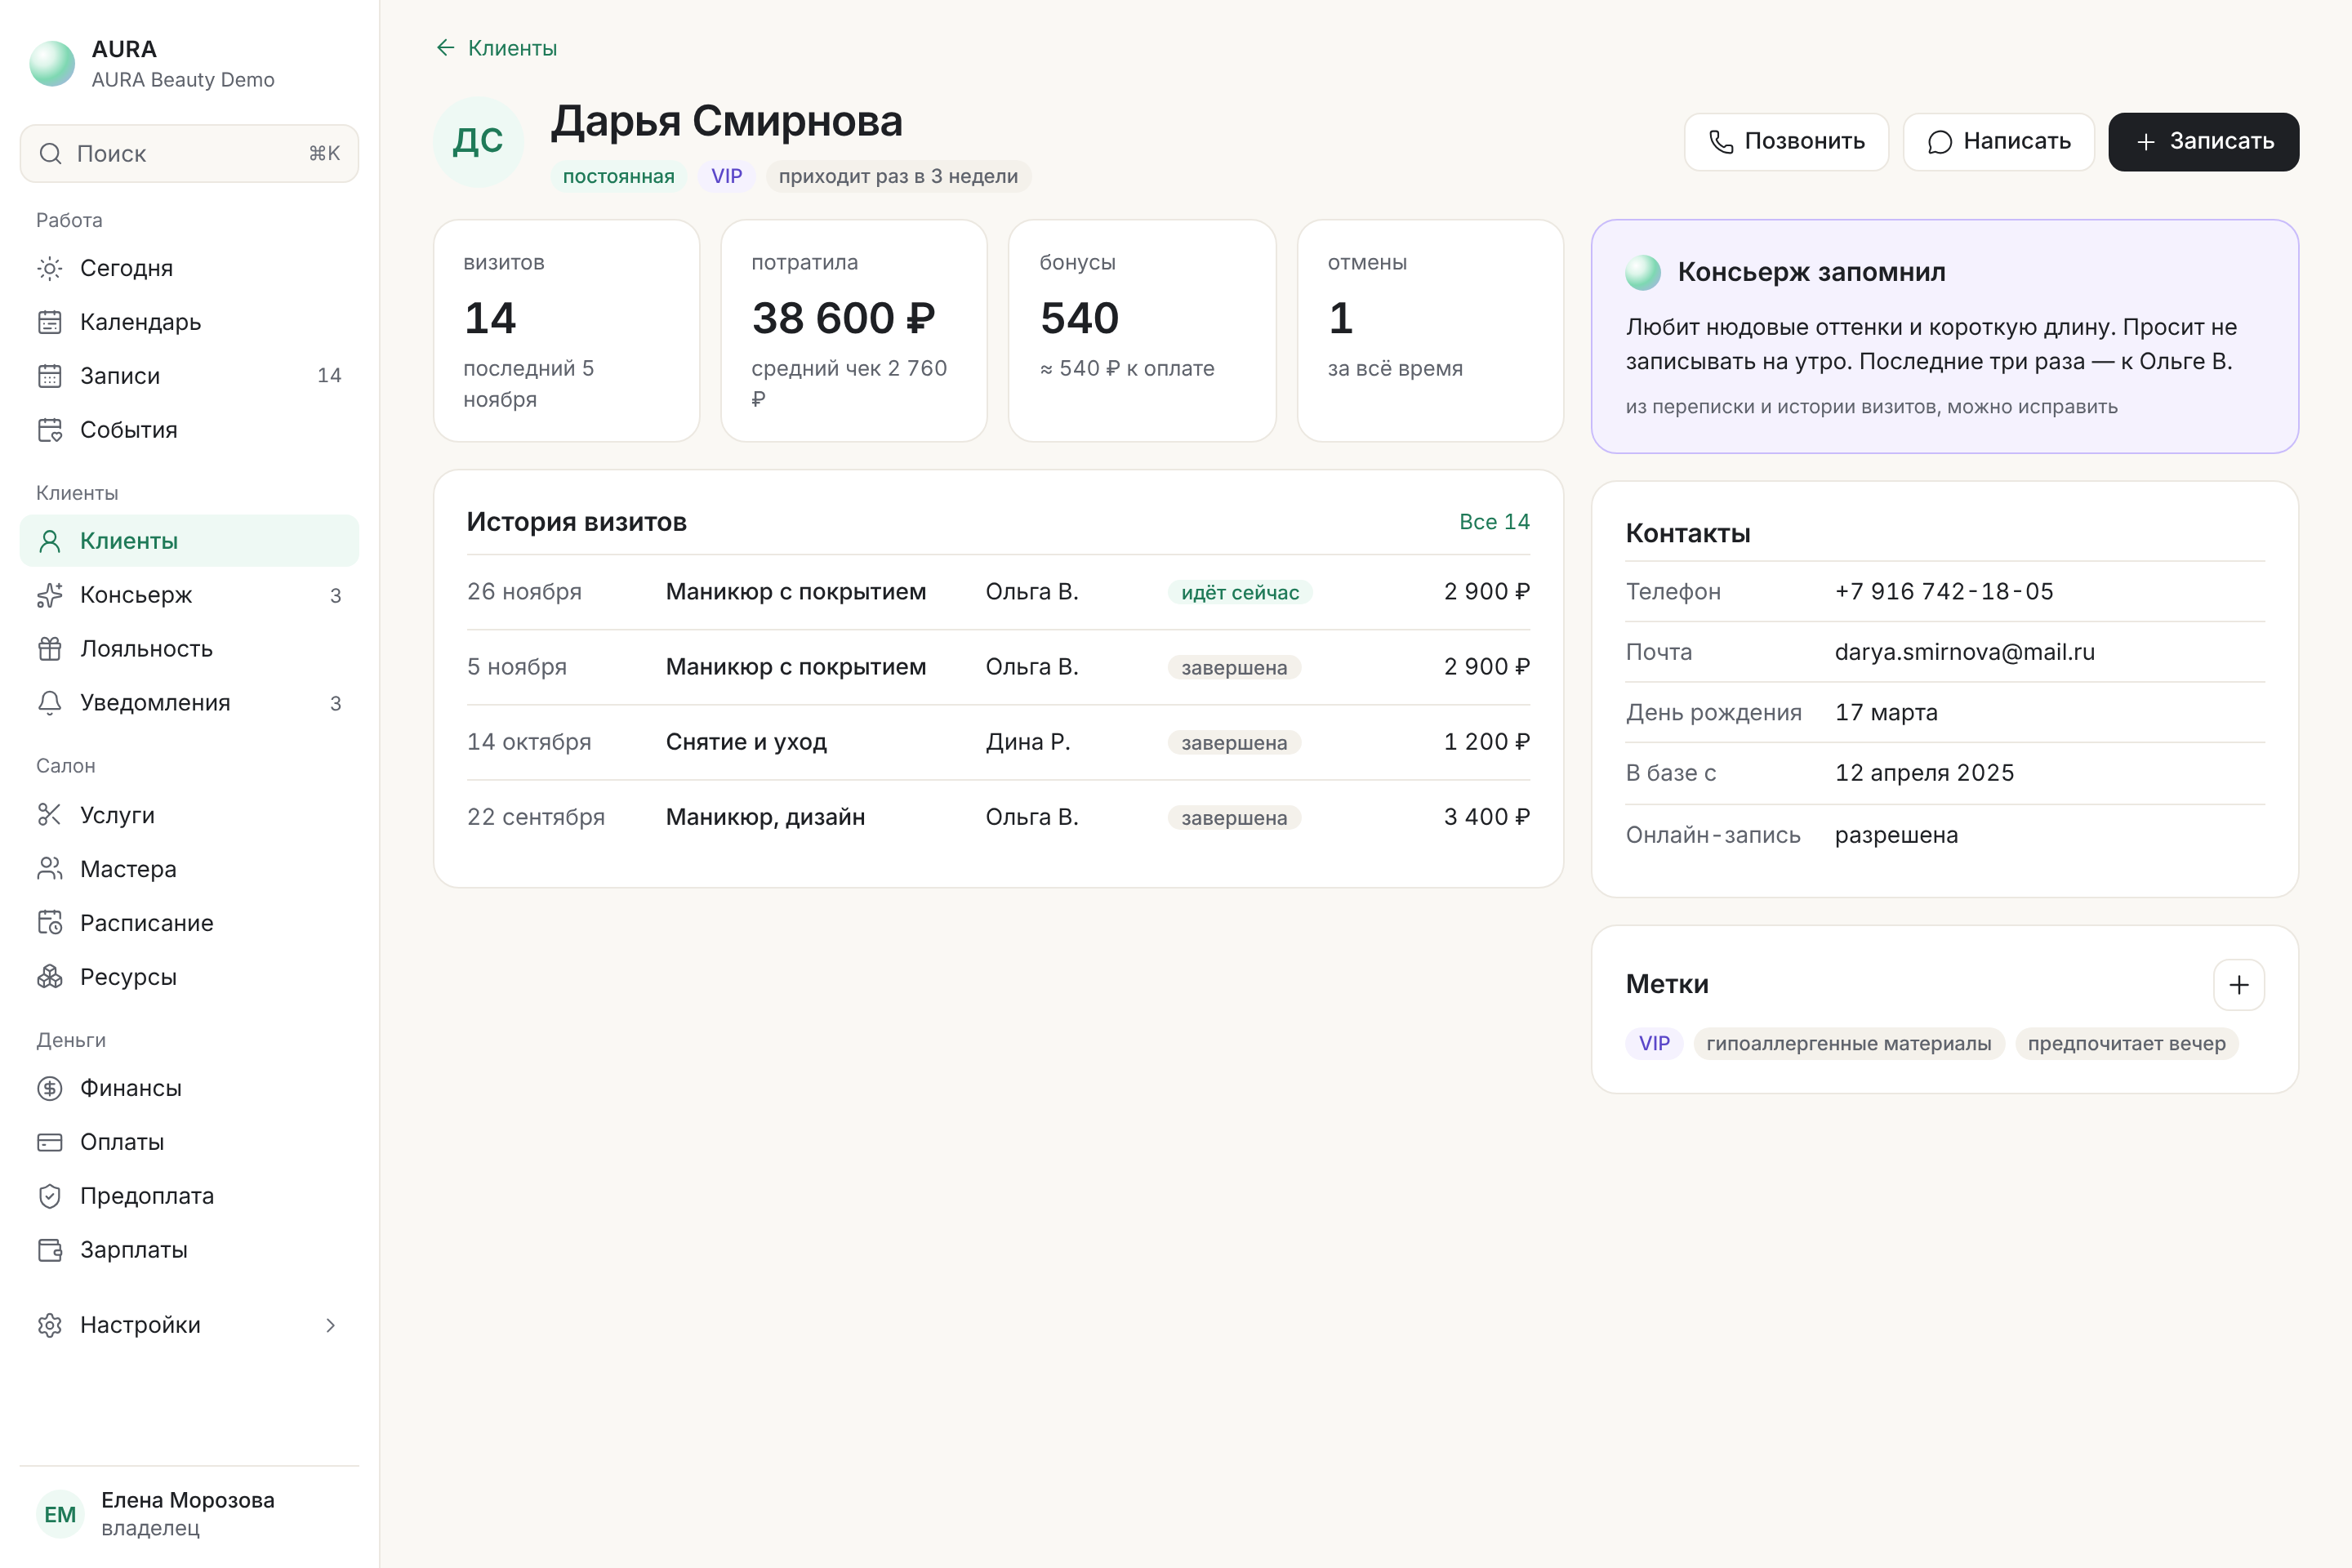 AURA
AURA Beauty Demo
Поиск ⌘K
Работа
Сегодня
Календарь
Записи 14
События
Клиенты
Клиенты
Консьерж 3
Лояльность
Уведомления 3
Салон
Услуги
Мастера
Расписание
Ресурсы
Деньги
Финансы
Оплаты
Предоплата
Зарплаты
Настройки
ЕМ
Елена Морозова
владелец
← Клиенты
ДС
Дарья Смирнова
постоянная VIP приходит раз в 3 недели
Позвонить
Написать
+ Записать
визитов
14
последний 5
ноября
потратила
38 600 ₽
средний чек 2 760
₽
бонусы
540
≈ 540 ₽ к оплате
отмены
1
за всё время
История визитов Все 14
26 ноября Маникюр с покрытием Ольга В. идёт сейчас 2 900 ₽
5 ноября Маникюр с покрытием Ольга В. завершена 2 900 ₽
14 октября Снятие и уход Дина Р. завершена 1 200 ₽
22 сентября Маникюр, дизайн Ольга В. завершена 3 400 ₽
Консьерж запомнил
Любит нюдовые оттенки и короткую длину. Просит не
записывать на утро. Последние три раза — к Ольге В.
из переписки и истории визитов, можно исправить
Контакты
Телефон +7 916 742-18-05
Почта darya.smirnova@mail.ru
День рождения 17 марта
В базе с 12 апреля 2025
Онлайн-запись разрешена
Метки +
VIP гипоаллергенные материалы предпочитает вечер